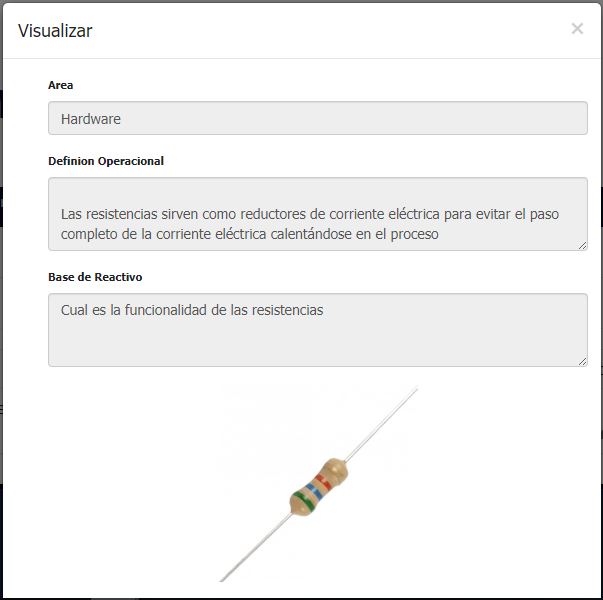 Visualizar
×
Area
Hardware
Definion Operacional
Las resistencias sirven como reductores de corriente eléctrica para evitar el paso
completo de la corriente eléctrica calentándose en el proceso
Base de Reactivo
Cual es la funcionalidad de las resistencias